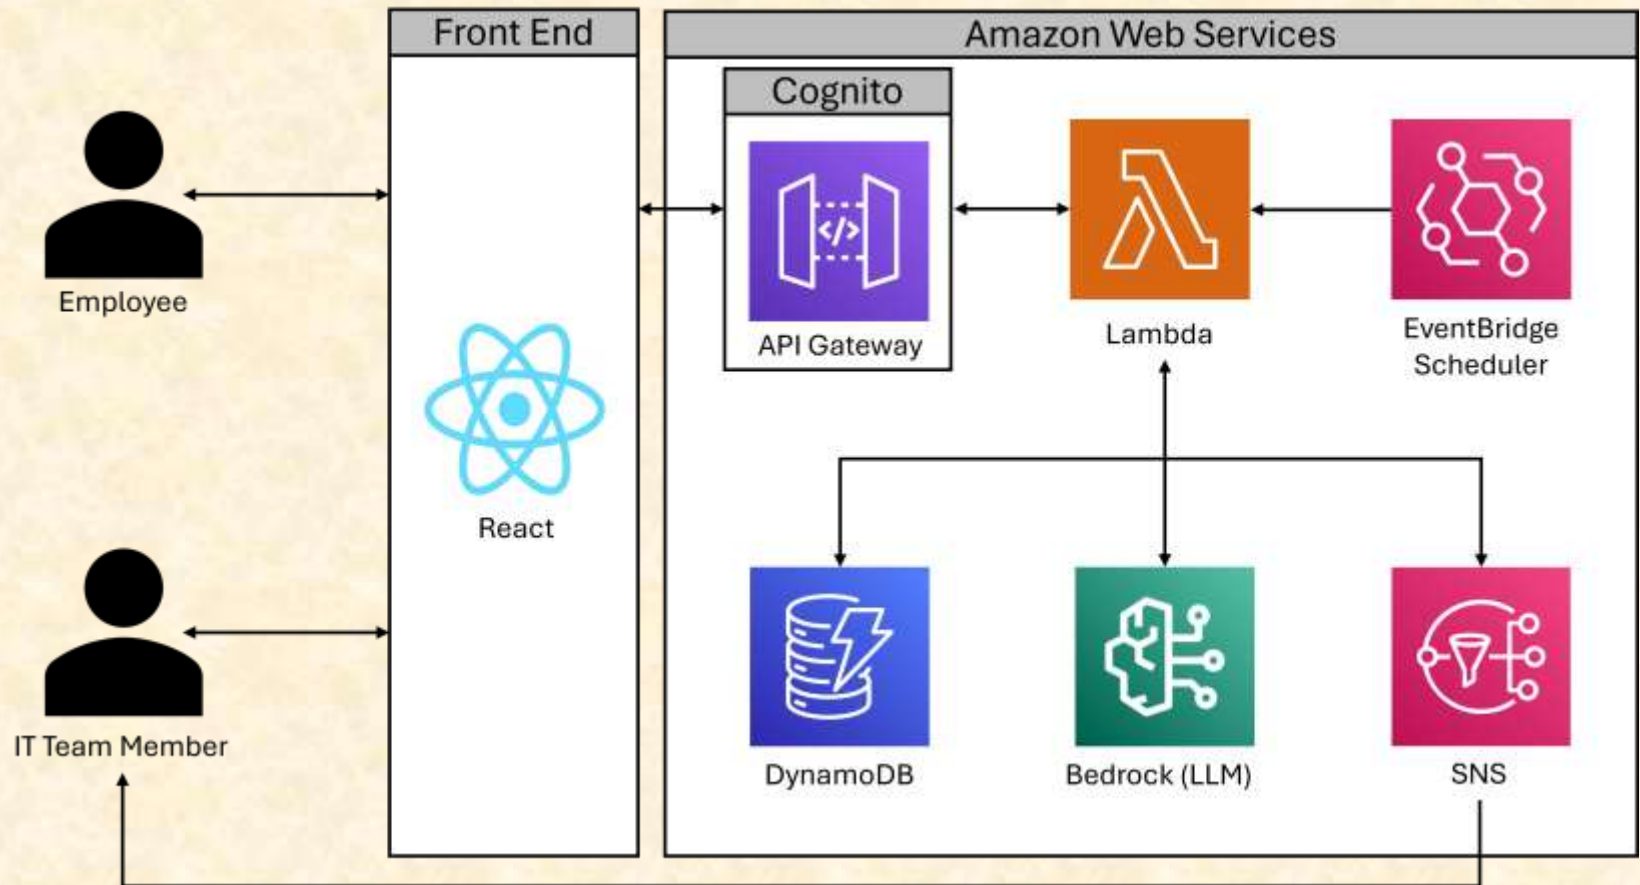 Front End
Amazon Web Services
Cognito
</>
API Gateway
Lambda
EventBridge
Scheduler
Employee
React
IT Team Member
DynamoDB
Bedrock (LLM)
SNS